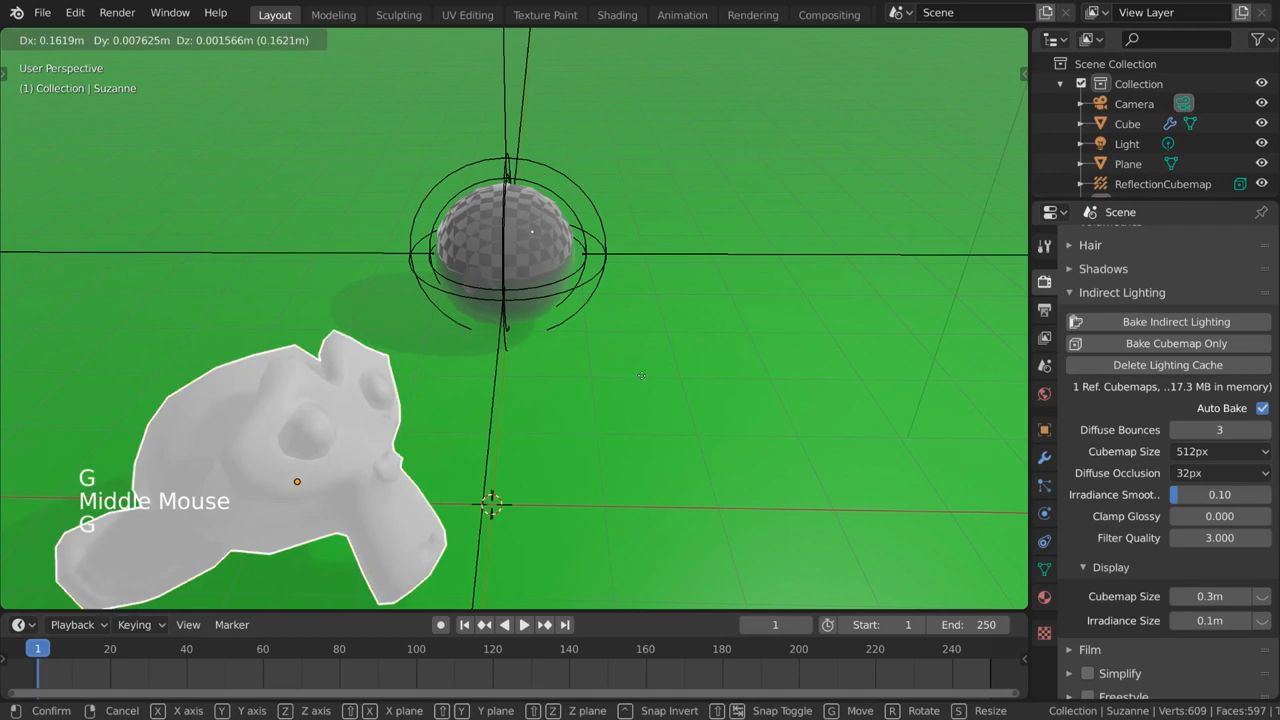 File Edit Render Window Help Layout Modeling Sculpting UV Editing Texture Paint Shading Animation Rendering Compositing Scene View Layer
Dx: 0.1619m Dy: 0.007625m Dz: 0.001566m (0.1621m)
User Perspective
(1) Collection | Suzanne
G
Middle Mouse
G
Scene Collection
Collection
Camera
Cube
Light
Plane
ReflectionCubemap
Scene
Hair
Shadows
Indirect Lighting
Bake Indirect Lighting
Bake Cubemap Only
Delete Lighting Cache
1 Ref. Cubemaps, ..17.3 MB in memory)
Auto Bake
Diffuse Bounces 3
Cubemap Size 512px
Diffuse Occlusion 32px
Irradiance Smoot.. 0.10
Clamp Glossy 0.000
Filter Quality 3.000
Display
Cubemap Size 0.3m
Irradiance Size 0.1m
Film
Simplify
Freestyle
Playback Keying View Marker 1 Start: 1 End: 250
1 20 40 60 80 100 120 140 160 180 200 220 240
Confirm Cancel X X axis Y Y axis Z Z axis X X plane Y Y plane Z Z plane Snap Invert Snap Toggle G Move R Rotate S Resize Collection | Suzanne | Verts:609 | Faces:597 |